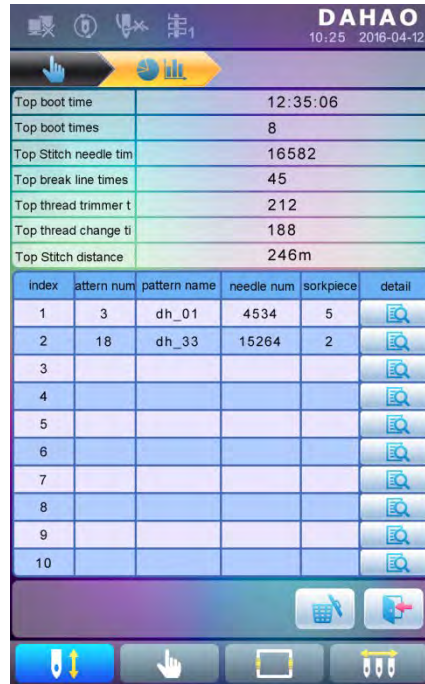 DAHAO
1
10:25 2016-04-12
Top boot time 12:35:06
Top boot times 8
Top Stitch needle tim 16582
Top break line times 45
Top thread trimmer t 212
Top thread change ti 188
Top Stitch distance 246m
index attern num pattern name needle num sorkpiece detail
1 3 dh_01 4534 5
2 18 dh_33 15264 2
3
4
5
6
7
8
9
10